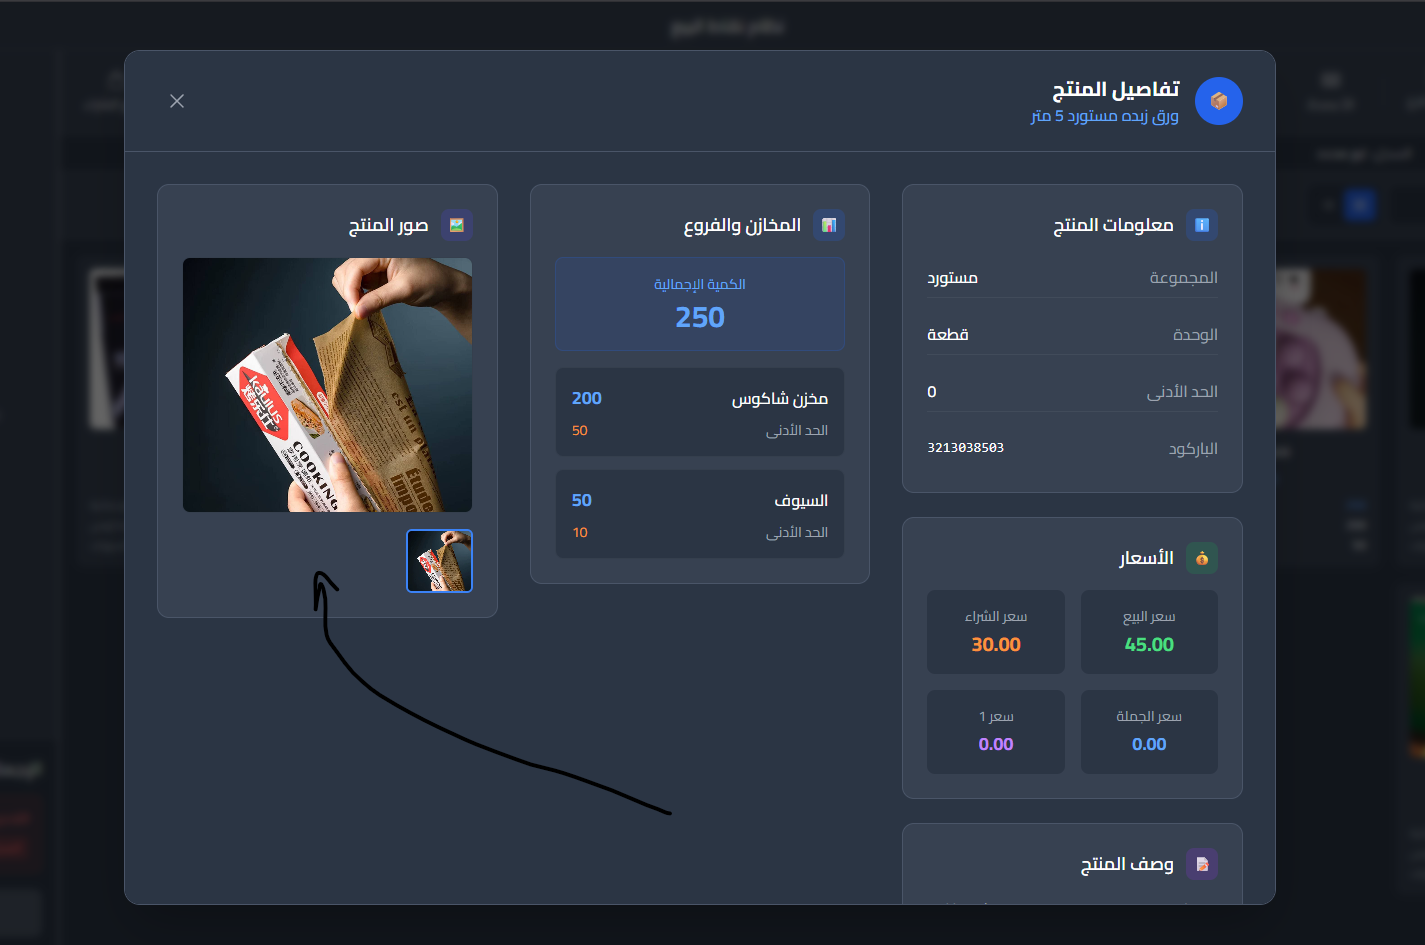 تفاصيل المنتج
ورق زبده مستورد 5 متر
معلومات المنتج
المجموعة مستورد
الوحدة قطعة
الحد الأدنى 0
الباركود 3213038503
الأسعار
سعر البيع
45.00
سعر الشراء
30.00
سعر الجملة
0.00
سعر 1
0.00
وصف المنتج
المخازن والفروع
الكمية الإجمالية
250
مخزن شاكوس 200
الحد الأدنى 50
السيوف 50
الحد الأدنى 10
صور المنتج
kaulus
COOKING